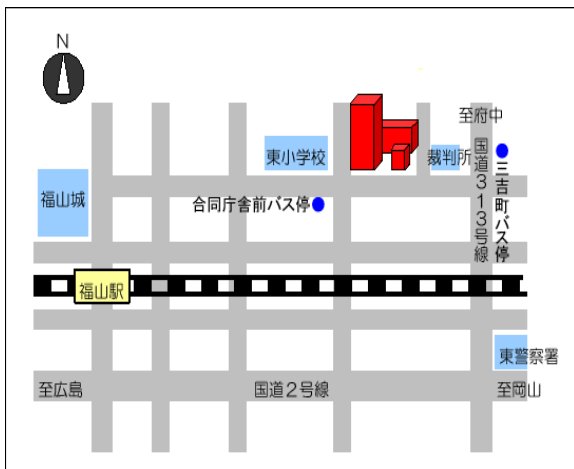 N
至府中
東小学校
裁判所
国道313号線
三吉町バス停
福山城
合同庁舎前バス停
福山駅
東警察署
至広島
国道2号線
至岡山